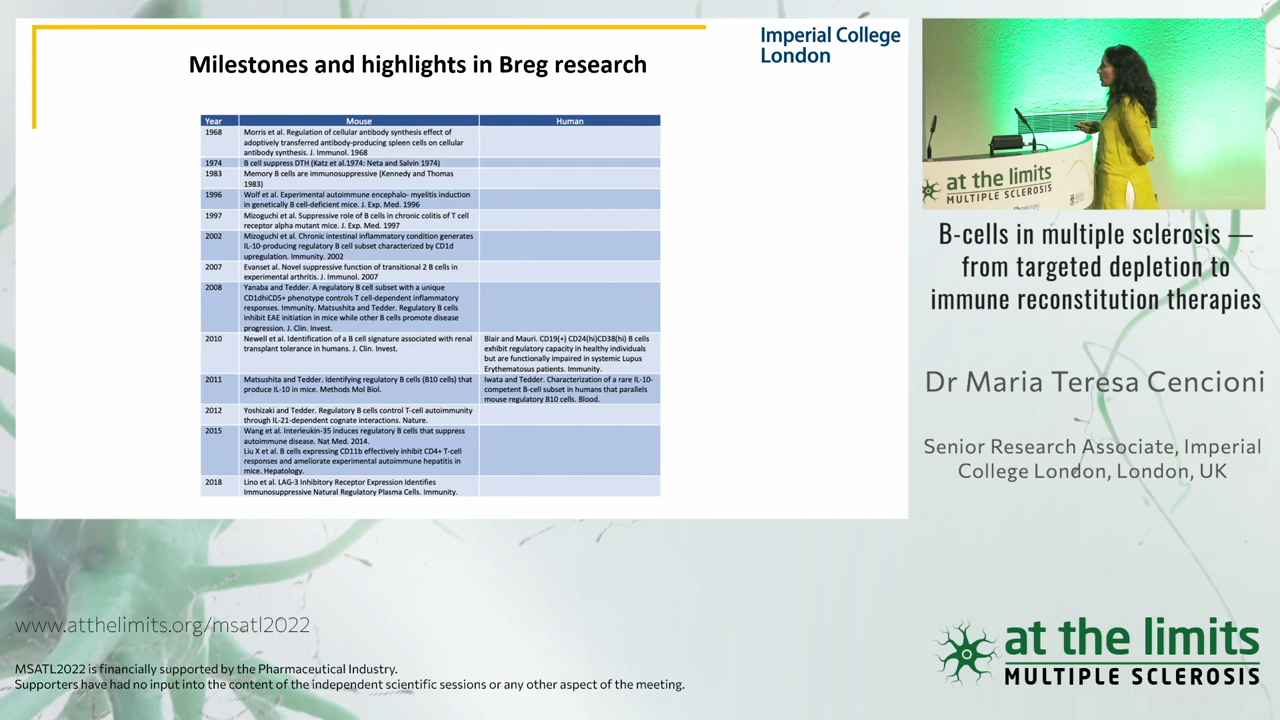 Imperial College
London
Milestones and highlights in Breg research
Year Mouse Human
1968 Morris et al. Regulation of cellular antibody synthesis effect of
adoptively transferred antibody-producing spleen cells on cellular
antibody synthesis. J. Immunol. 1968
1974 B cell suppress DTH (Katz et al.1974: Neta and Salvin 1974)
1983 Memory B cells are immunosuppressive (Kennedy and Thomas
1983)
1996 Wolf et al. Experimental autoimmune encephalo- myelitis induction
in genetically B cell-deficient mice. J. Exp. Med. 1996
1997 Mizoguchi et al. Suppressive role of B cells in chronic colitis of T cell
receptor alpha mutant mice. J. Exp. Med. 1997
2002 Mizoguchi et al. Chronic intestinal inflammatory condition generates
IL-10-producing regulatory B cell subset characterized by CD1d
upregulation. Immunity. 2002
2007 Evanset al. Novel suppressive function of transitional 2 B cells in
experimental arthritis. J. Immunol. 2007
2008 Yanaba and Tedder. A regulatory B cell subset with a unique
CD1dhiCD5+ phenotype controls T cell-dependent inflammatory
responses. Immunity. Matsushita and Tedder. Regulatory B cells
inhibit EAE initiation in mice while other B cells promote disease
progression. J. Clin. Invest.
2010 Newell et al. Identification of a B cell signature associated with renal
transplant tolerance in humans. J. Clin. Invest.
Blair and Mauri. CD19(+) CD24(hi)CD38(hi) B cells
exhibit regulatory capacity in healthy individuals
but are functionally impaired in systemic Lupus
Erythematosus patients. Immunity.
2011 Matsushita and Tedder. Identifying regulatory B cells (B10 cells) that
produce IL-10 in mice. Methods Mol Biol.
Iwata and Tedder. Characterization of a rare IL-10-
competent B-cell subset in humans that parallels
mouse regulatory B10 cells. Blood.
2012 Yoshizaki and Tedder. Regulatory B cells control T-cell autoimmunity
through IL-21-dependent cognate interactions. Nature.
2015 Wang et al. Interleukin-35 induces regulatory B cells that suppress
autoimmune disease. Nat Med. 2014.
Liu X et al. B cells expressing CD11b effectively inhibit CD4+ T-cell
responses and ameliorate experimental autoimmune hepatitis in
mice. Hepatology.
2018 Lino et al. LAG-3 Inhibitory Receptor Expression Identifies
Immunosuppressive Natural Regulatory Plasma Cells. Immunity.
at the limits
MULTIPLE SCLEROSIS
B-cells in multiple sclerosis —
from targeted depletion to
immune reconstitution therapies
Dr Maria Teresa Cencioni
Senior Research Associate, Imperial
College London, London, UK
www.atthelimits.org/msatl2022
MSATL2022 is financially supported by the Pharmaceutical Industry.
Supporters have had no input into the content of the independent scientific sessions or any other aspect of the meeting.
at the limits
MULTIPLE SCLEROSIS